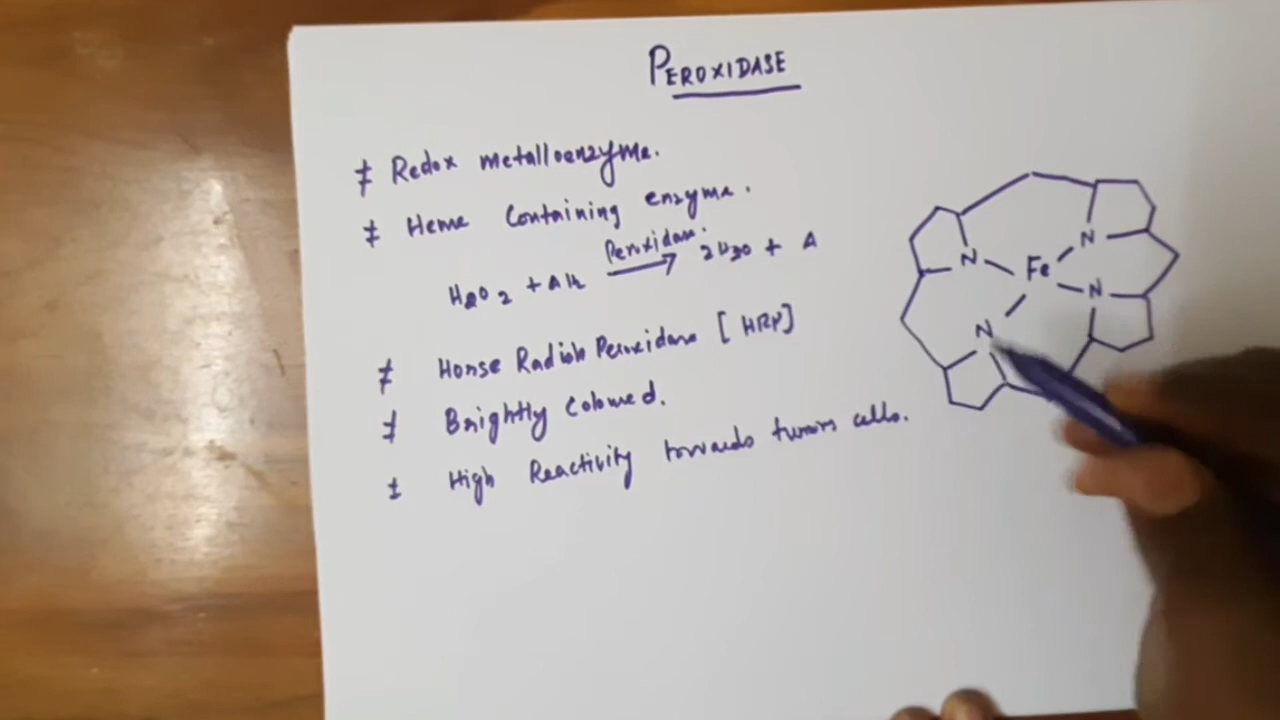 PEROXIDASE
≠ Redox metalloenzyme.
≠ Heme Containing enzyme.
Peroxidase.
H2O2 + AH2 → 2H2O + A
≠ Horse Radish Peroxidase [HRP]
≠ Brightly Coloured.
± High Reactivity towards tumors cells.
N
N
Fe
N
N